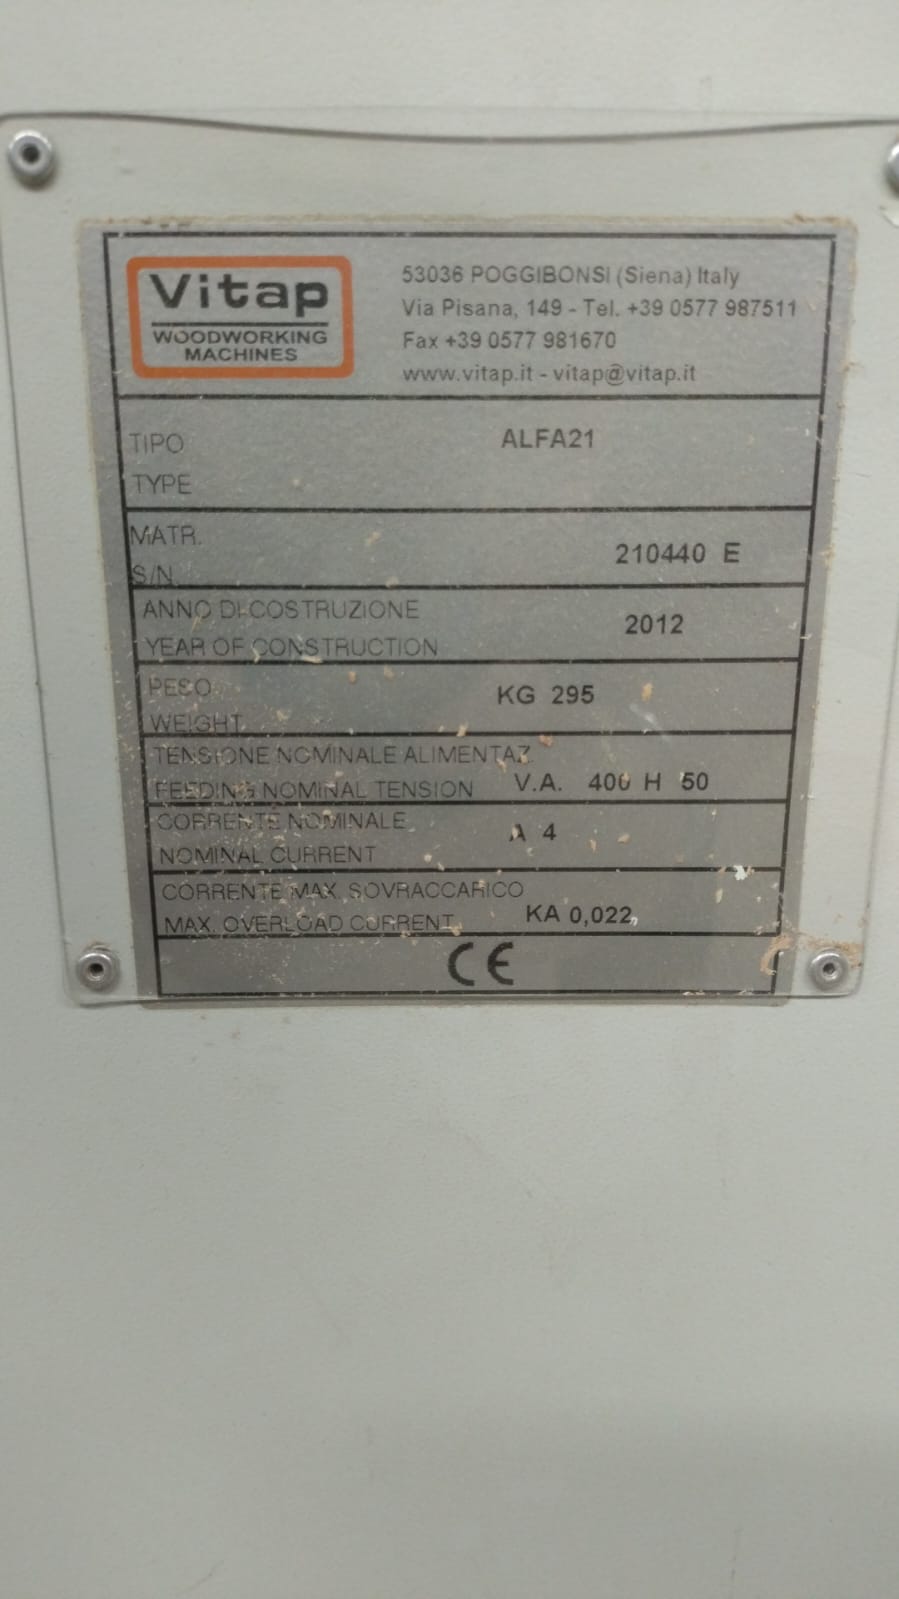 Vitap
WOODWORKING
MACHINES
53036 POGGIBONSI (Siena) Italy
Via Pisana, 149 - Tel. +39 0577 987511
Fax +39 0577 981670
www.vitap.it - vitap@vitap.it
TIPO
TYPE
ALFA21
MATR.
S/N.
210440 E
ANNO DI COSTRUZIONE
YEAR OF CONSTRUCTION
2012
PESO
WEIGHT
KG 295
TENSIONE NOMINALE ALIMENTAZ.
FEEDING NOMINAL TENSION
V.A. 400 H 50
CORRENTE NOMINALE
NOMINAL CURRENT
A 4
CORRENTE MAX. SOVRACCARICO
MAX. OVERLOAD CURRENT
KA 0,022
CE